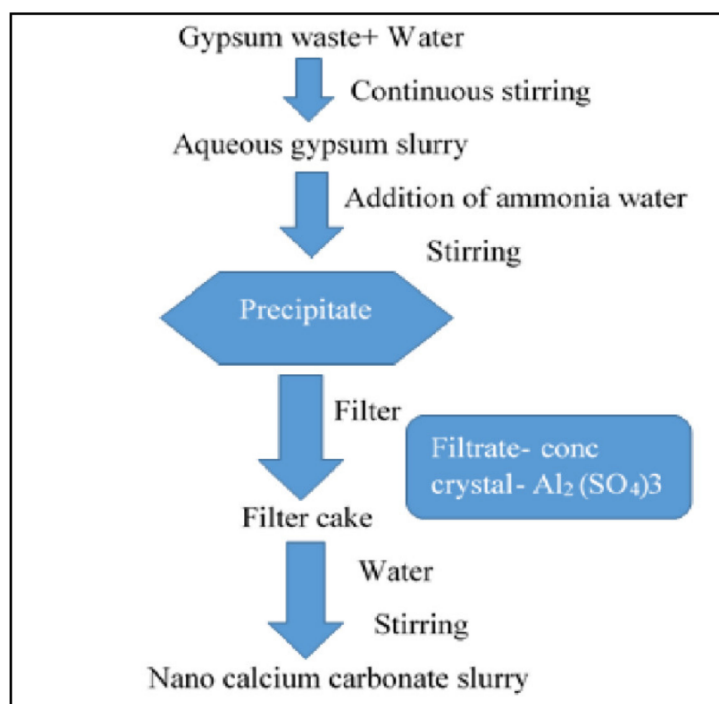 Gypsum waste+ Water
Continuous stirring
Aqueous gypsum slurry
Addition of ammonia water
Stirring
Precipitate
Filter
Filtrate- conc
crystal- Al₂ (SO₄)3
Filter cake
Water
Stirring
Nano calcium carbonate slurry